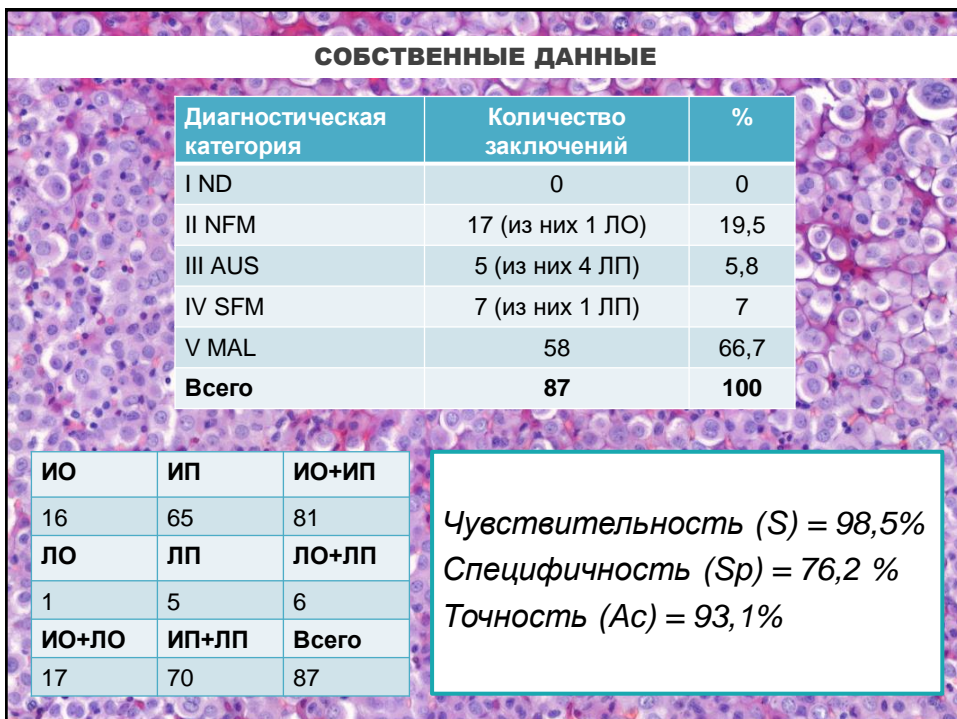 СОБСТВЕННЫЕ ДАННЫЕ
Диагностическая категория Количество заключений %
I ND 0 0
II NFM 17 (из них 1 ЛО) 19,5
III AUS 5 (из них 4 ЛП) 5,8
IV SFM 7 (из них 1 ЛП) 7
V MAL 58 66,7
Всего 87 100
ИО ИП ИО+ИП
16 65 81
ЛО ЛП ЛО+ЛП
1 5 6
ИО+ЛО ИП+ЛП Всего
17 70 87
Чувствительность (S) = 98,5%
Специфичность (Sp) = 76,2 %
Точность (Ac) = 93,1%